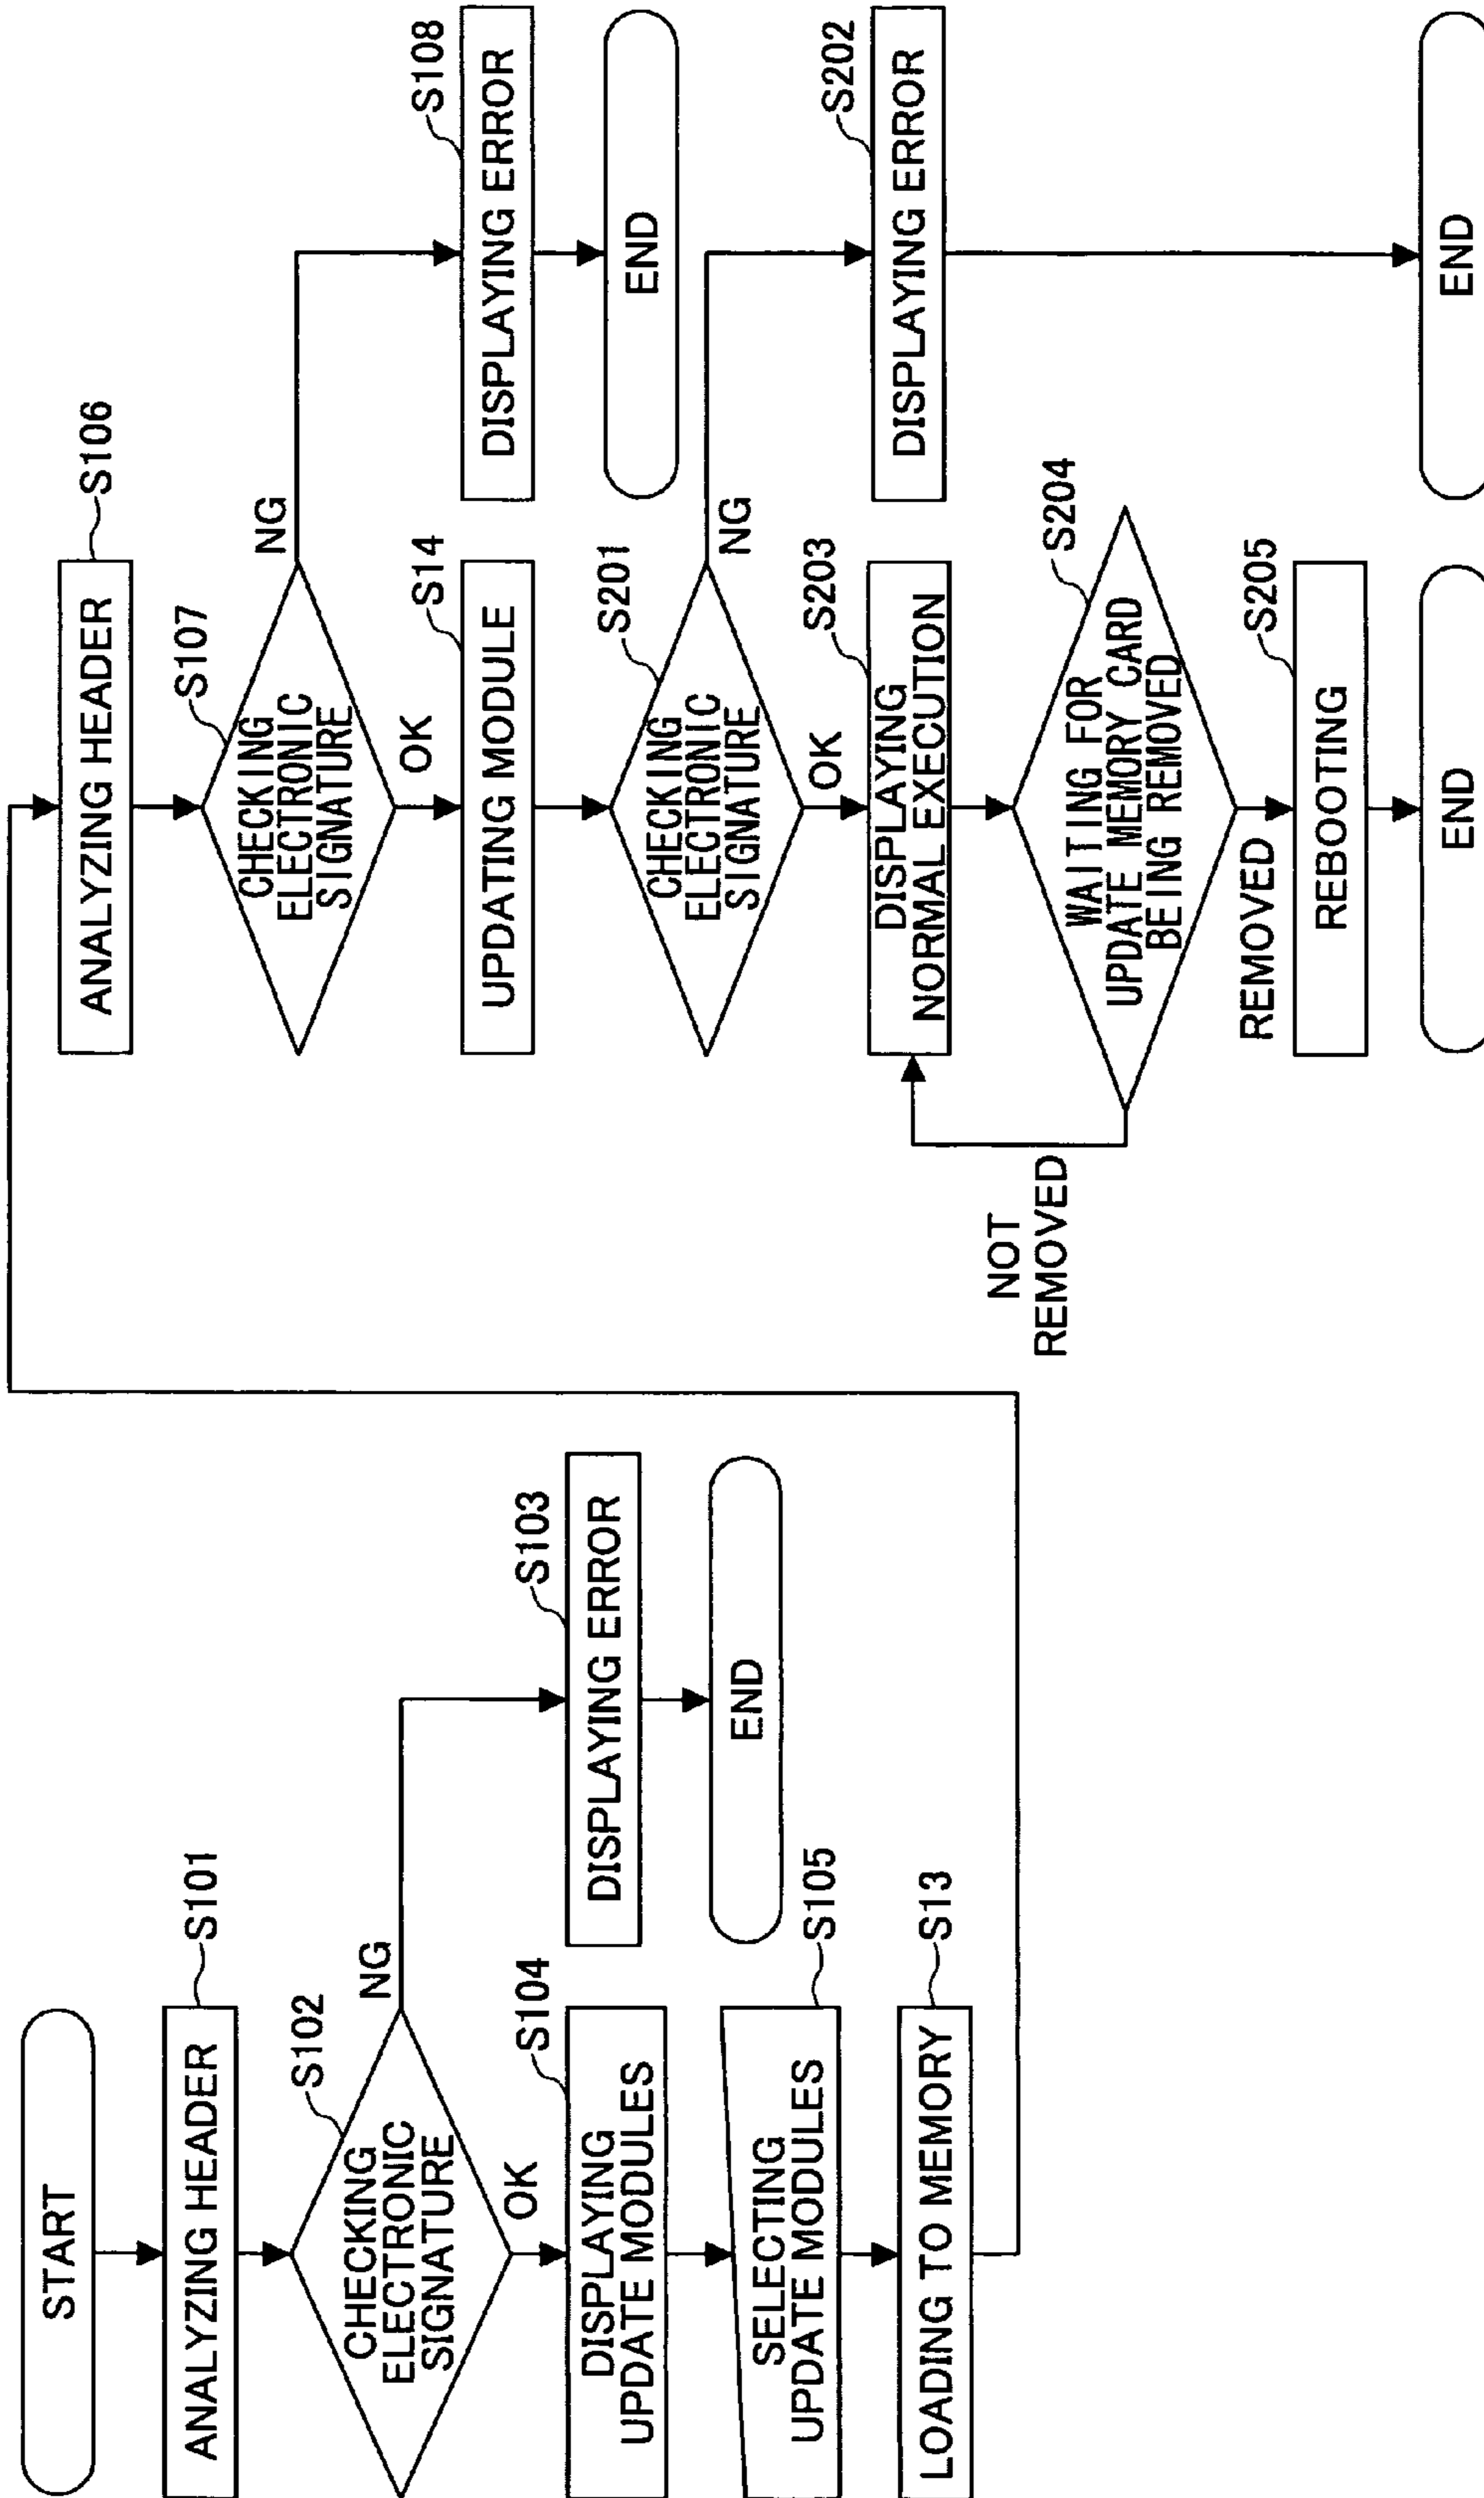 START
ANALYZING HEADER
S101
CHECKING
ELECTRONIC
SIGNATURE
S102
NG
OK
DISPLAYING ERROR
S103
END
DISPLAYING
UPDATE MODULES
S104
SELECTING
UPDATE MODULES
S105
LOADING TO MEMORY
S13
ANALYZING HEADER
S106
CHECKING
ELECTRONIC
SIGNATURE
S107
NG
OK
DISPLAYING ERROR
S108
END
UPDATING MODULE
S14
CHECKING
ELECTRONIC
SIGNATURE
S201
NG
OK
DISPLAYING ERROR
S202
END
DISPLAYING
NORMAL EXECUTION
S203
WAITING FOR
UPDATE MEMORY CARD
BEING REMOVED
S204
NOT
REMOVED
REMOVED
REBOOTING
S205
END